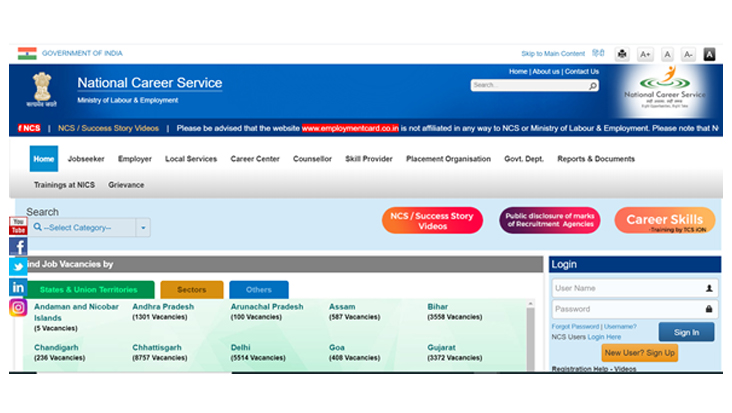 GOVERNMENT OF INDIA
Skip to Main Content हिंदी A+ A A- A
Home | About us | Contact Us
National Career Service
Ministry of Labour & Employment
Search...
सत्यमेव जयते
National Career Service
NCS | NCS / Success Story Videos | Please be advised that the website www.employmentcard.co.in is not affiliated in any way to NCS or Ministry of Labour & Employment. Please note that N
Home Jobseeker Employer Local Services Career Center Counsellor Skill Provider Placement Organisation Govt. Dept. Reports & Documents
Trainings at NICS Grievance
You Tube
Search
--Select Category--
NCS / Success Story Videos
Public disclosure of marks of Recruitment Agencies
Career Skills
-Training by TCS iON
ind Job Vacancies by
Login
States & Union Territories Sectors Others
User Name
Password
Andaman and Nicobar Islands
(5 Vacancies)
Andhra Pradesh
(1301 Vacancies)
Arunachal Pradesh
(100 Vacancies)
Assam
(587 Vacancies)
Bihar
(3558 Vacancies)
Chandigarh
(236 Vacancies)
Chhattisgarh
(8757 Vacancies)
Delhi
(5514 Vacancies)
Goa
(408 Vacancies)
Gujarat
(3372 Vacancies)
Forgot Password | Username?
NCS Users Login Here
Sign In
New User? Sign Up
Registration Help - Videos